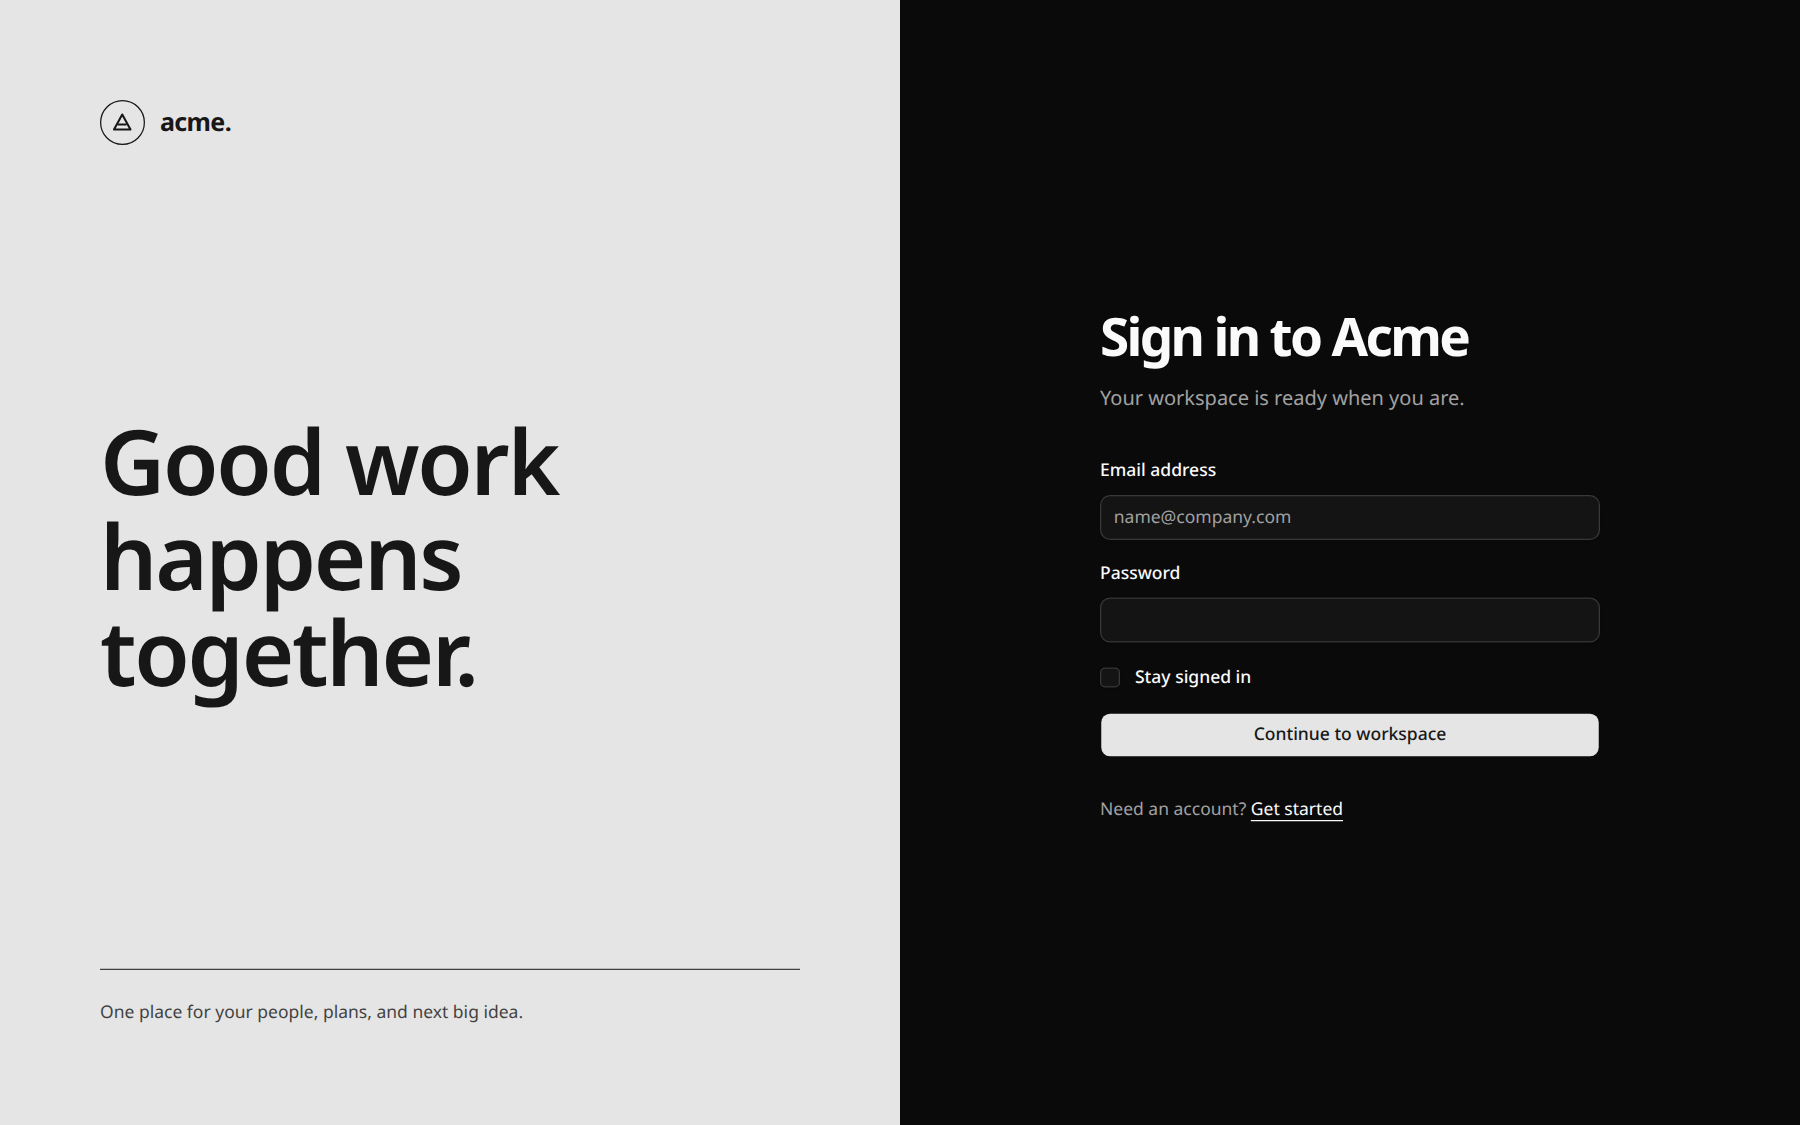 acme.
Good work
happens
together.
One place for your people, plans, and next big idea.
Sign in to Acme
Your workspace is ready when you are.
Email address
name@company.com
Password
Stay signed in
Continue to workspace
Need an account? Get started